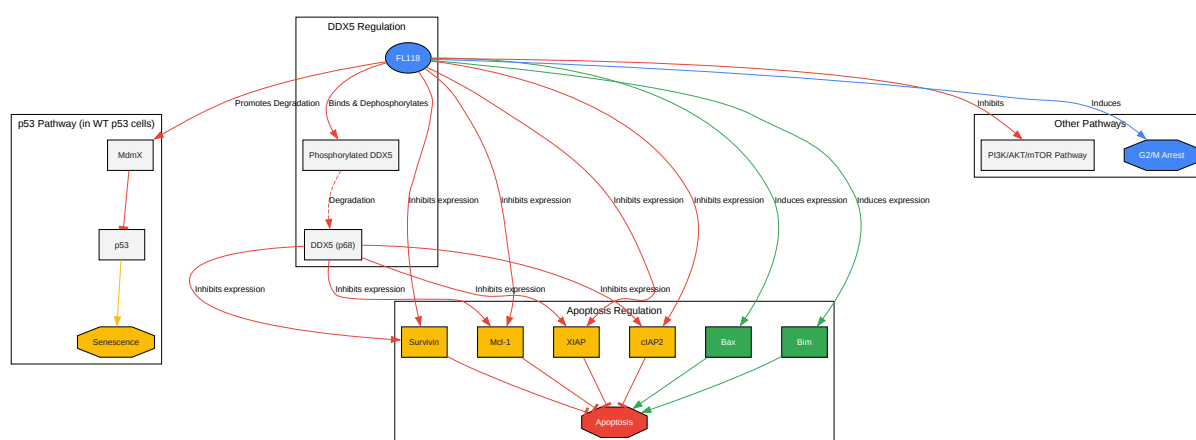 DDX5 Regulation
FL118
Promotes Degradation
Binds & Dephosphorylates
Inhibits
Induces
p53 Pathway (in WT p53 cells)
Other Pathways
MdmX
Phosphorylated DDX5
PI3K/AKT/mTOR Pathway
G2/M Arrest
Degradation
Inhibits expression
Inhibits expression
Inhibits expression
Inhibits expression
Induces expression
Induces expression
p53
DDX5 (p68)
Inhibits expression
Inhibits expression
Inhibits expression
Inhibits expression
Apoptosis Regulation
Senescence
Survivin
Mcl-1
XIAP
cIAP2
Bax
Bim
Apoptosis